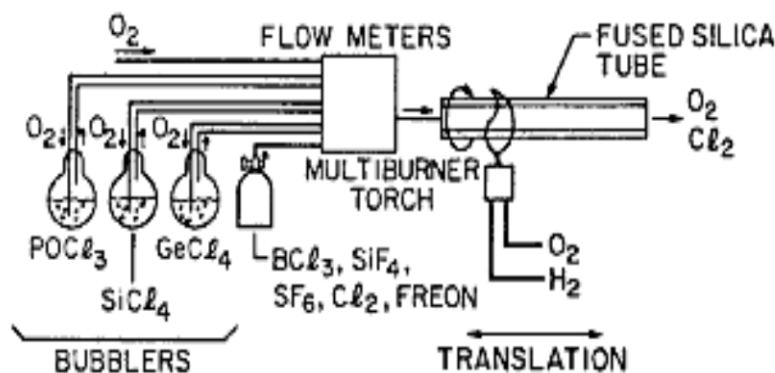 O2
FLOW METERS
FUSED SILICA
TUBE
O2
Cℓ2
O2
O2
O2
MULTIBURNER
TORCH
POCℓ3
SiCℓ4
GeCℓ4
BCℓ3, SiF4,
SF6, Cℓ2, FREON
O2
H2
BUBBLERS
TRANSLATION